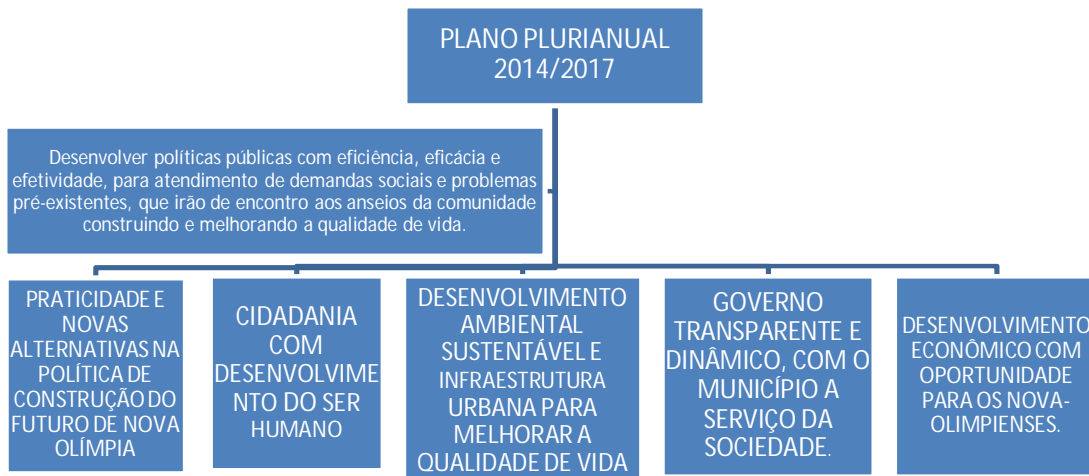 PLANO PLURIANUAL
2014/2017
Desenvolver políticas públicas com eficiência, eficácia e
efetividade, para atendimento de demandas sociais e problemas
pré-existentes, que irão de encontro aos anseios da comunidade
construindo e melhorando a qualidade de vida.
PRATICIDADE E
NOVAS
ALTERNATIVAS NA
POLÍTICA DE
CONSTRUÇÃO DO
FUTURO DE NOVA
OLÍMPIA
CIDADANIA
COM
DESENVOLVIME
NTO DO SER
HUMANO
DESENVOLVIMENTO
AMBIENTAL
SUSTENTÁVEL E
INFRAESTRUTURA
URBANA PARA
MELHORAR A
QUALIDADE DE VIDA
GOVERNO
TRANSPARENTE E
DINÂMICO, COM O
MUNICÍPIO A
SERVIÇO DA
SOCIEDADE.
DESENVOLVIMENTO
ECONÔMICO COM
OPORTUNIDADE
PARA OS NOVA-
OLIMPIENSES.